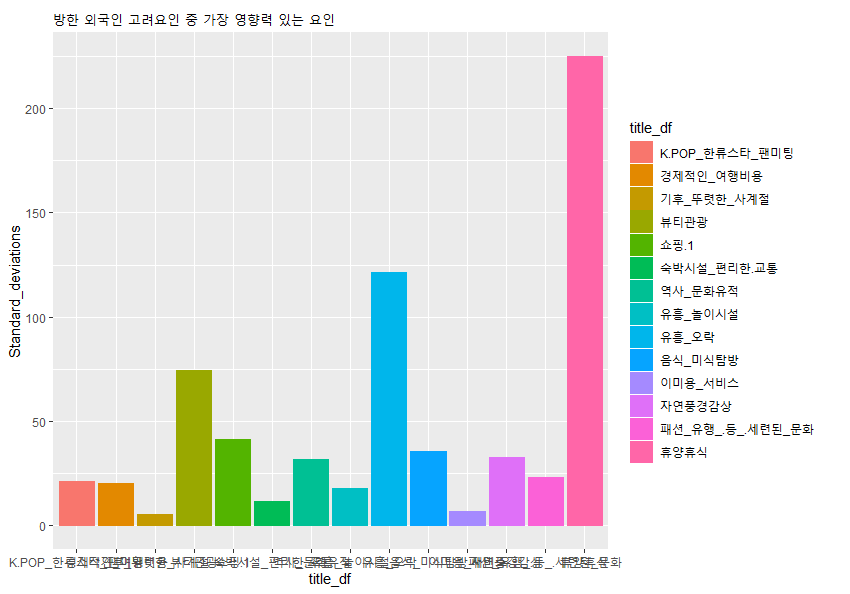 방한 외국인 고려요인 중 가장 영향력 있는 요인
Standard_deviations
200
150
100
50
0
title_df
title_df
K.POP_한류스타_팬미팅
경제적인_여행비용
기후_뚜렷한_사계절
뷰티관광
쇼핑.1
숙박시설_편리한.교통
역사_문화유적
유흥_놀이시설
유흥_오락
음식_미식탐방
이미용_서비스
자연풍경감상
패션_유행_.등_.세련된_문화
휴양휴식